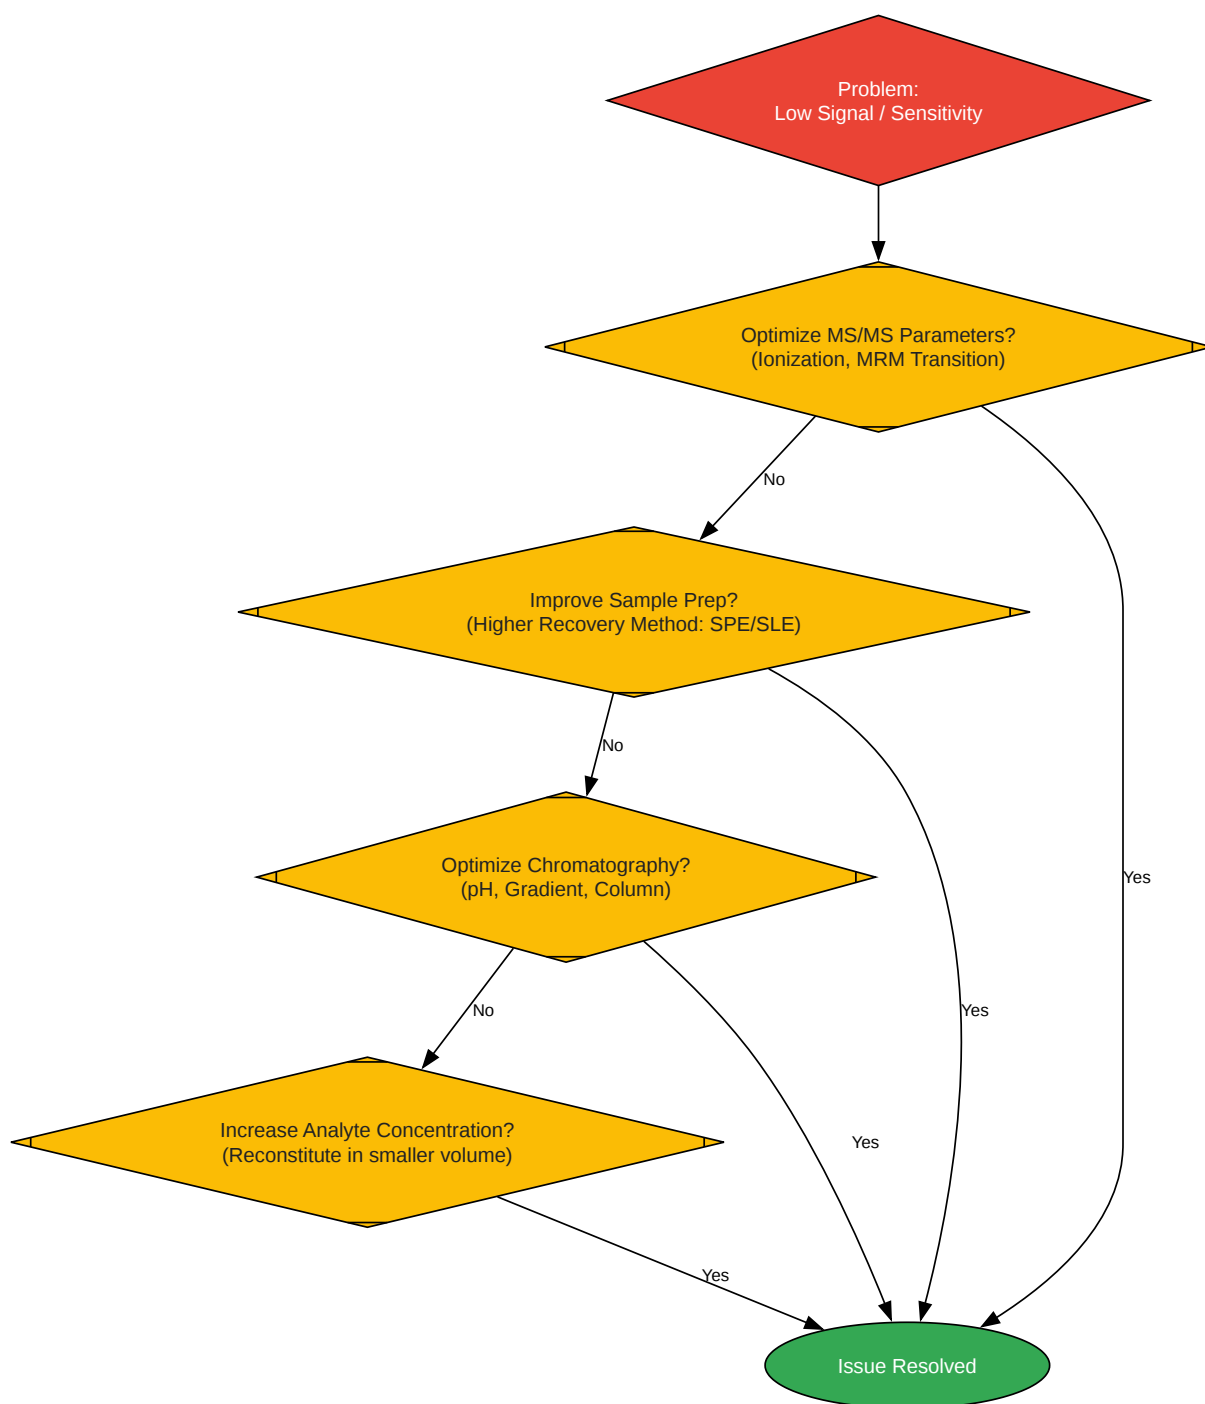 Problem:
Low Signal / Sensitivity
Optimize MS/MS Parameters?
(Ionization, MRM Transition)
No
Improve Sample Prep?
(Higher Recovery Method: SPE/SLE)
No
Optimize Chromatography?
(pH, Gradient, Column)
Yes
No
Yes
Increase Analyte Concentration?
(Reconstitute in smaller volume)
Yes
Yes
Issue Resolved